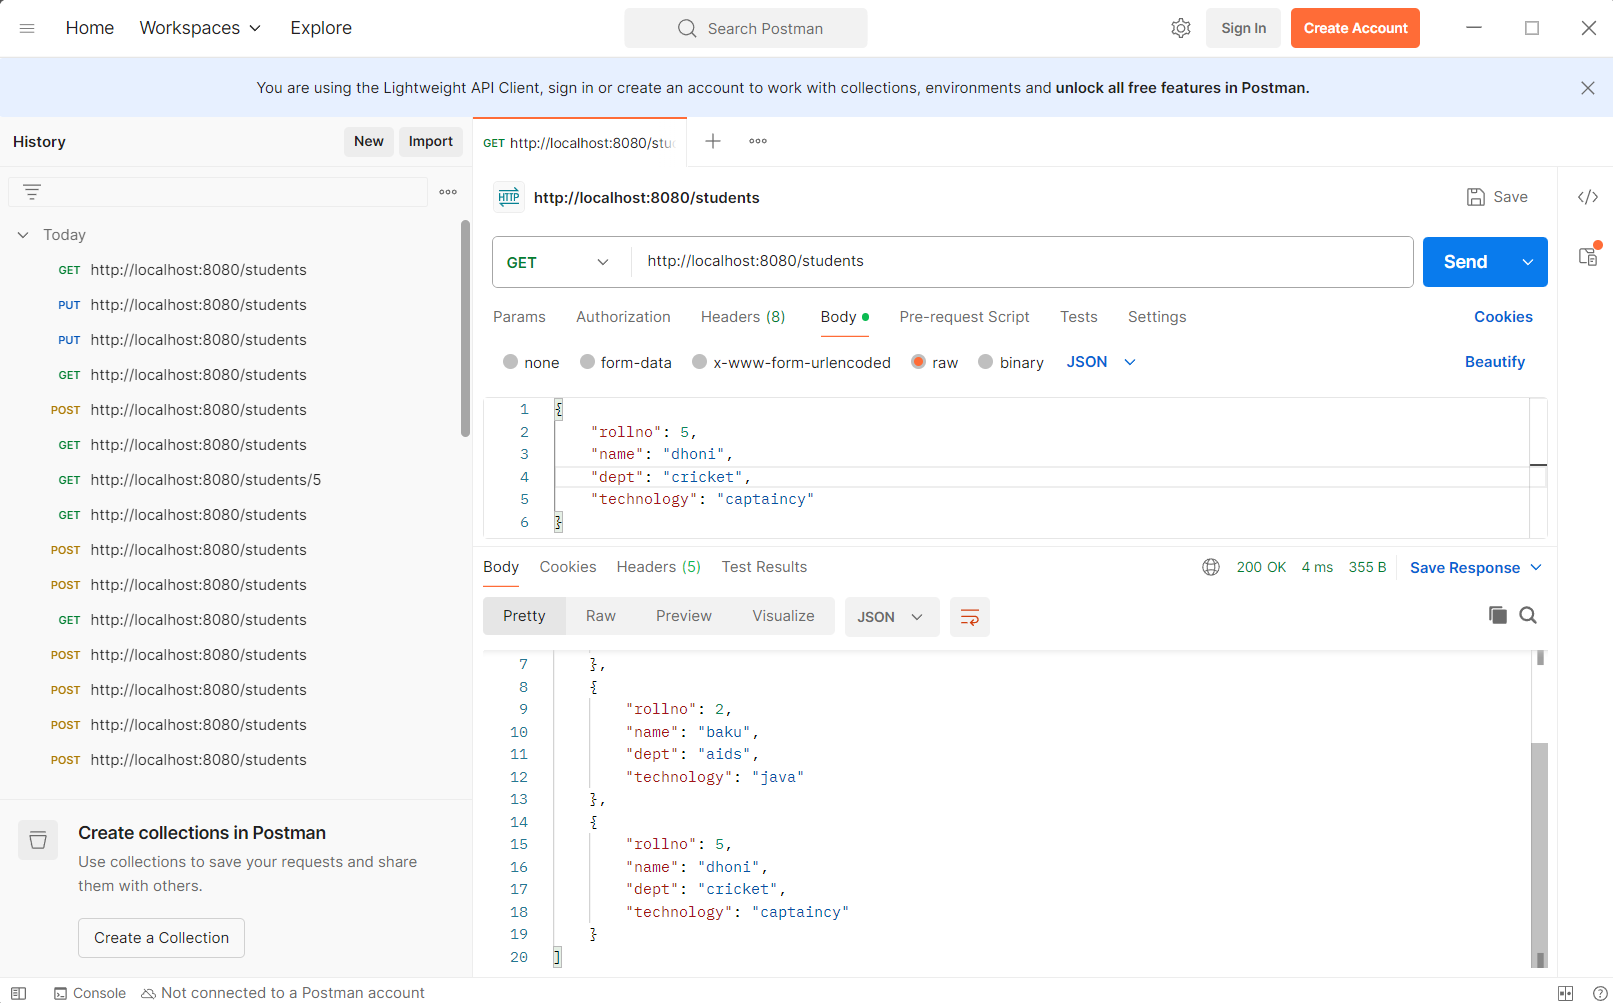 Home Workspaces Explore Search Postman Sign In Create Account
You are using the Lightweight API Client, sign in or create an account to work with collections, environments and unlock all free features in Postman.
History New Import
Today
GET http://localhost:8080/students
PUT http://localhost:8080/students
PUT http://localhost:8080/students
GET http://localhost:8080/students
POST http://localhost:8080/students
GET http://localhost:8080/students
GET http://localhost:8080/students/5
GET http://localhost:8080/students
POST http://localhost:8080/students
POST http://localhost:8080/students
GET http://localhost:8080/students
POST http://localhost:8080/students
POST http://localhost:8080/students
POST http://localhost:8080/students
POST http://localhost:8080/students
Create collections in Postman
Use collections to save your requests and share
them with others.
Create a Collection
GET http://localhost:8080/stu
HTTP http://localhost:8080/students Save </>
GET http://localhost:8080/students Send
Params Authorization Headers (8) Body Pre-request Script Tests Settings Cookies
none form-data x-www-form-urlencoded raw binary JSON Beautify
1 {
2 "rollno": 5,
3 "name": "dhoni",
4 "dept": "cricket",
5 "technology": "captaincy"
6 }
Body Cookies Headers (5) Test Results 200 OK 4 ms 355 B Save Response
Pretty Raw Preview Visualize JSON
7 },
8 {
9 "rollno": 2,
10 "name": "baku",
11 "dept": "aids",
12 "technology": "java"
13 },
14 {
15 "rollno": 5,
16 "name": "dhoni",
17 "dept": "cricket",
18 "technology": "captaincy"
19 }
20 ]
Console Not connected to a Postman account